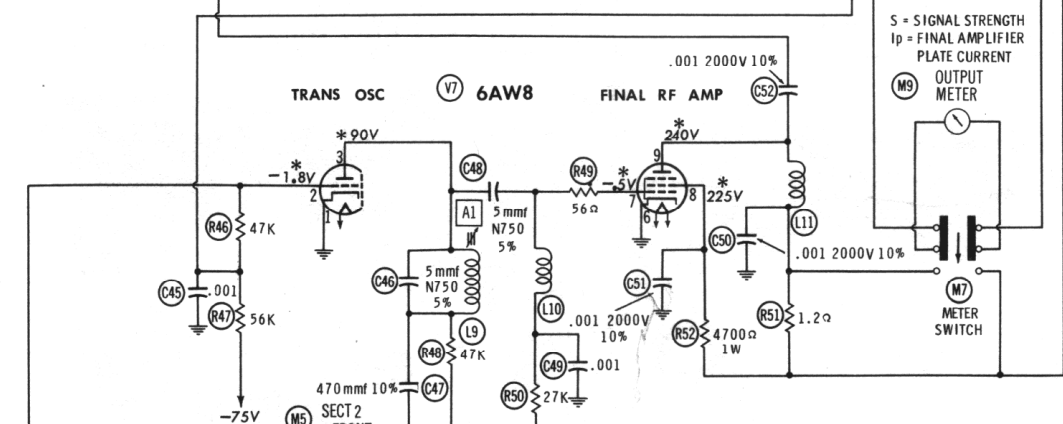 S = SIGNAL STRENGTH
Ip = FINAL AMPLIFIER
PLATE CURRENT
M9
OUTPUT
METER
.001 2000V 10%
C52
TRANS OSC
V7
6AW8
FINAL RF AMP
*90V
*
240V
3
9
*
-1.8V
2
1
C48
R49
56Ω
*
-.5V
7
6
8
*
225V
R46
47K
A1
5 mmf
N750
5%
L11
C50
.001 2000V 10%
C45
.001
R47
56K
C46
5 mmf
N750
5%
L9
L10
C51
.001 2000V
10%
R52
4700Ω
1W
R51
1.2Ω
M7
METER
SWITCH
R48
47K
C49
.001
470mmf 10%
C47
R50
27K
-75V
M5
SECT 2
FRONT